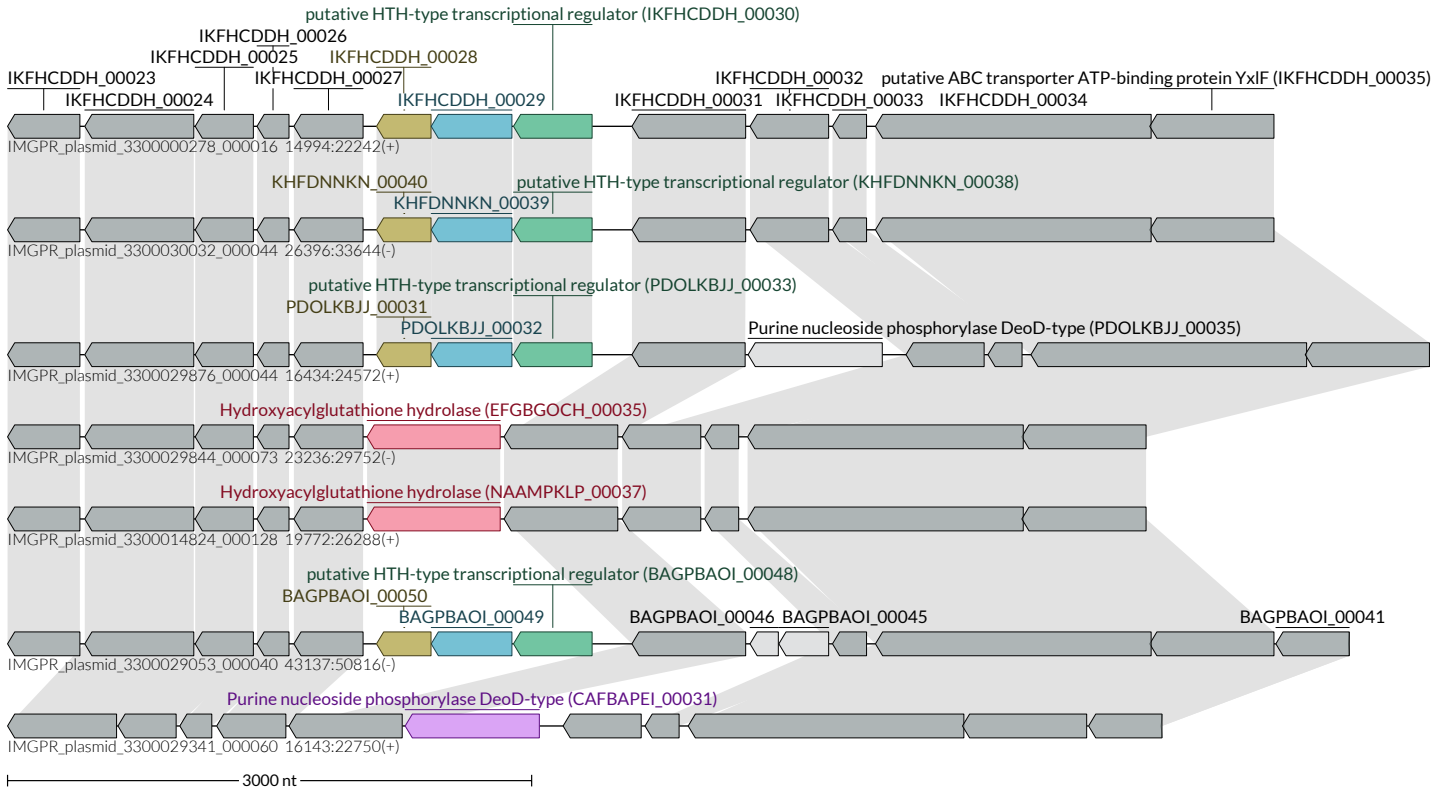 putative HTH-type transcriptional regulator (IKFHCDDH_00030)
IKFHCDDH_00026
IKFHCDDH_00025 IKFHCDDH_00028
IKFHCDDH_00023 IKFHCDDH_00027 IKFHCDDH_00032 putative ABC transporter ATP-binding protein YxlF (IKFHCDDH_00035)
IKFHCDDH_00024 IKFHCDDH_00029 IKFHCDDH_00031 IKFHCDDH_00033 IKFHCDDH_00034
IMGPR_plasmid_3300000278_000016 14994:22242(+)
KHFDNNKN_00040 putative HTH-type transcriptional regulator (KHFDNNKN_00038)
KHFDNNKN_00039
IMGPR_plasmid_3300030032_000044 26396:33644(-)
putative HTH-type transcriptional regulator (PDOLKBJJ_00033)
PDOLKBJJ_00031
PDOLKBJJ_00032 Purine nucleoside phosphorylase DeoD-type (PDOLKBJJ_00035)
IMGPR_plasmid_3300029876_000044 16434:24572(+)
Hydroxyacylglutathione hydrolase (EFGBGOCH_00035)
IMGPR_plasmid_3300029844_000073 23236:29752(-)
Hydroxyacylglutathione hydrolase (NAAMPKLP_00037)
IMGPR_plasmid_3300014824_000128 19772:26288(+)
putative HTH-type transcriptional regulator (BAGPBAOI_00048)
BAGPBAOI_00050
BAGPBAOI_00049 BAGPBAOI_00046 BAGPBAOI_00045 BAGPBAOI_00041
IMGPR_plasmid_3300029053_000040 43137:50816(-)
Purine nucleoside phosphorylase DeoD-type (CAFBAPEI_00031)
IMGPR_plasmid_3300029341_000060 16143:22750(+)
3000 nt